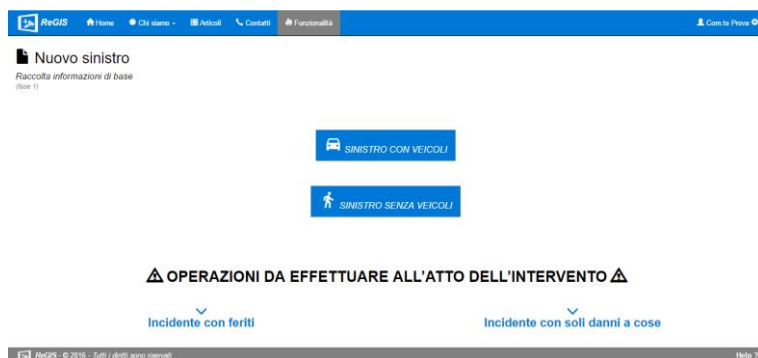 ReGIS Home Chi siamo Articoli Contatti Funzionalità Com.te Prova
Nuovo sinistro
Raccolta informazioni di base
(fase 1)
SINISTRO CON VEICOLI
SINISTRO SENZA VEICOLI
OPERAZIONI DA EFFETTUARE ALL'ATTO DELL'INTERVENTO
Incidente con feriti Incidente con soli danni a cose
ReGIS - © 2016 - Tutti i diritti sono riservati Help ?